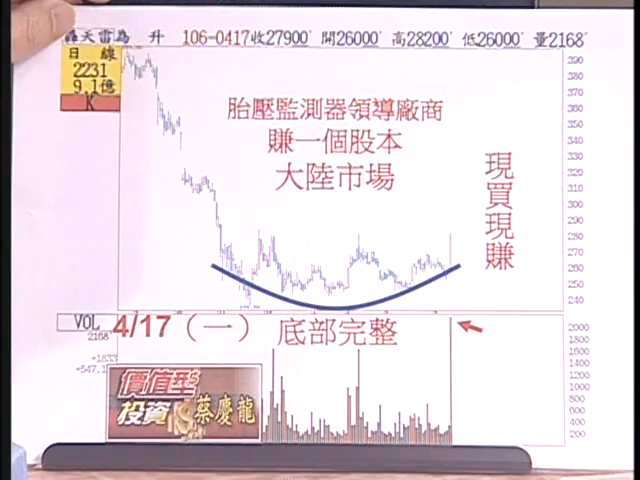 轟天雷為 升 106-0417收27900' 開26000' 高28200' 低26000' 量2168'
日 線
2231
9.1億
K
胎壓監測器領導廠商
賺一個股本
大陸市場
現買現賺
390
380
370
360
350
340
330
320
310
300
290
280
270
260
250
240
VOL
2168'
+1833
+547.1
4/17（一） 底部完整
2000
1800
1600
1400
1200
1000
800
600
400
200
價值型
投資
蔡慶龍